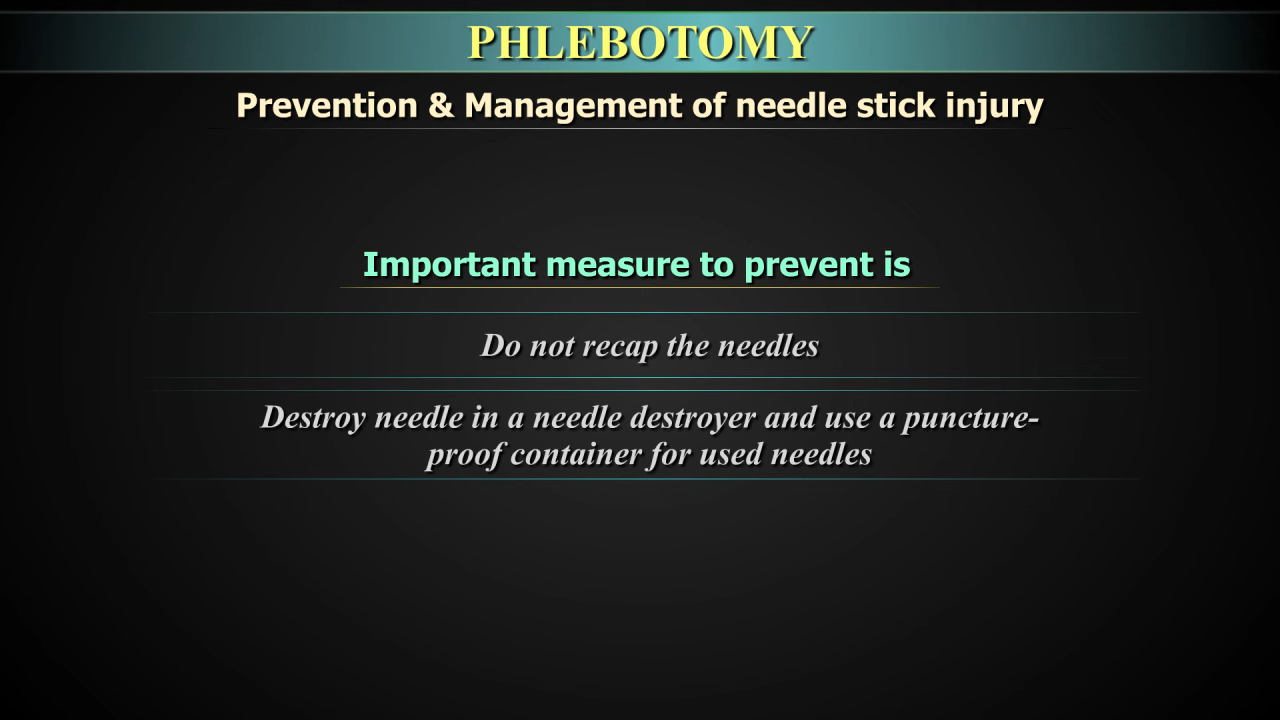 PHLEBOTOMY
Prevention & Management of needle stick injury
Important measure to prevent is
Do not recap the needles
Destroy needle in a needle destroyer and use a puncture-
proof container for used needles